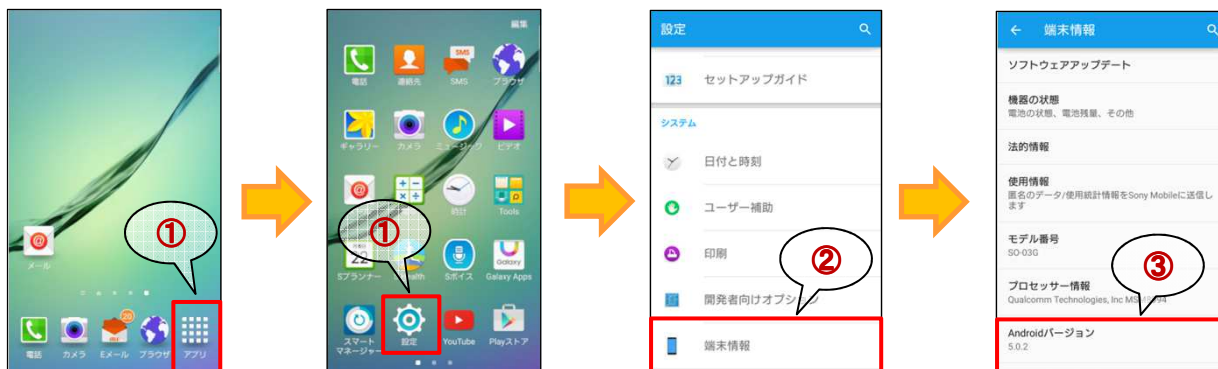 メール
①
20
電話
カメラ
Eメール
ブラウザ
アプリ
編集
SMS
電話
連絡先
SMS
ブラウザ
ギャラリー
カメラ
ミュージック
ビデオ
①
時計
Tools
22
Galaxy
Sプランナー
Sボイス
Galaxy Apps
スマート
マネージャー
設定
YouTube
Playストア
設定
123 セットアップガイド
システム
日付と時刻
ユーザー補助
印刷
②
開発者向けオプション
端末情報
← 端末情報
ソフトウェアアップデート
機器の状態
電池の状態、電池残量、その他
法的情報
使用情報
匿名のデータ/使用統計情報をSony Mobileに送信し
ます
モデル番号
SO-03G
③
プロセッサー情報
Qualcomm Technologies, Inc
Androidバージョン
5.0.2